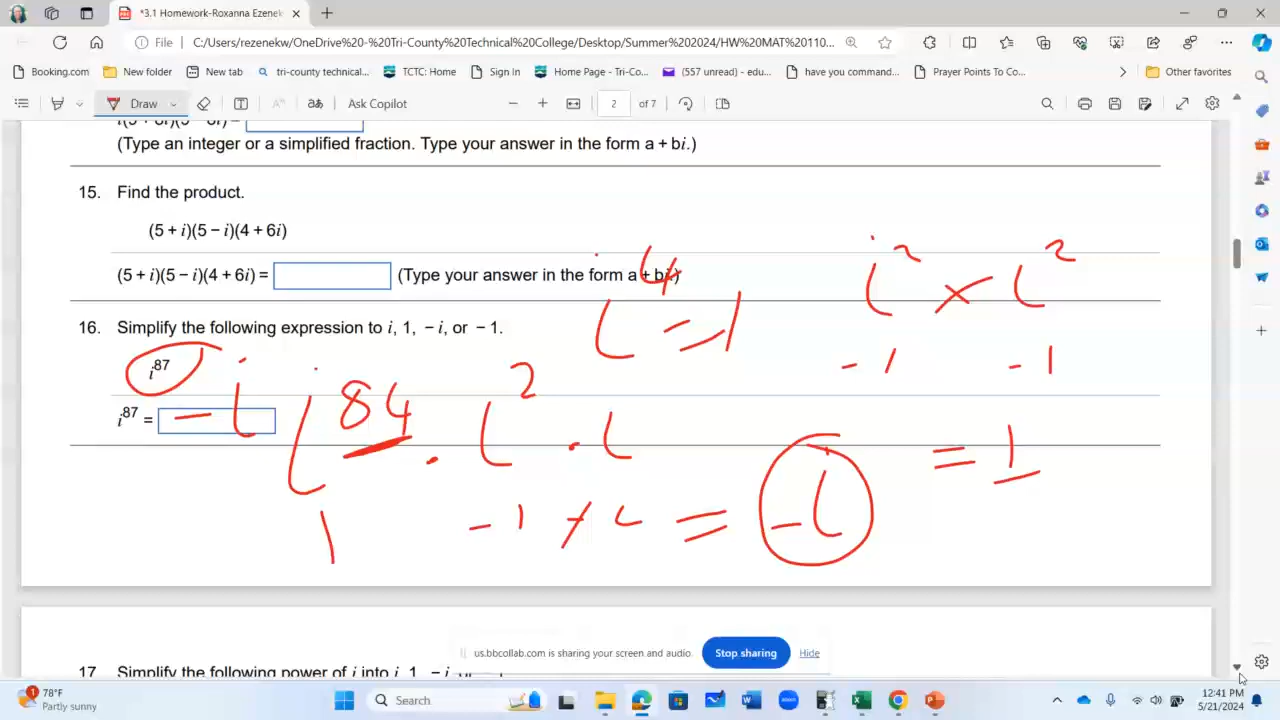 *3.1 Homework-Roxanna Ezenek
File C:/Users/rezenekw/OneDrive%20-%20Tri-County%20Technical%20College/Desktop/Summer%202024/HW%20MAT%20110...
Booking.com New folder New tab tri-county technical... TCTC: Home Sign In Home Page - Tri-Co... (557 unread) - edu... have you command... Prayer Points To Co... Other favorites
Draw Ask Copilot 2 of 7
(Type an integer or a simplified fraction. Type your answer in the form a + bi.)
15. Find the product.
(5 + i)(5 − i)(4 + 6i)
(5 + i)(5 − i)(4 + 6i) = (Type your answer in the form a + bi.)
i⁴ = 1
i² × i²
-1 -1
= 1
16. Simplify the following expression to i, 1, − i, or − 1.
i⁸⁷
i⁸⁷ = − i
i⁸⁴ . i² . i
1 -1 × i = -i
us.bbcollab.com is sharing your screen and audio. Stop sharing Hide
17. Simplify the following power of i into i, 1, − i, or − 1.
1 78°F
Partly sunny
Search
12:41 PM
5/21/2024